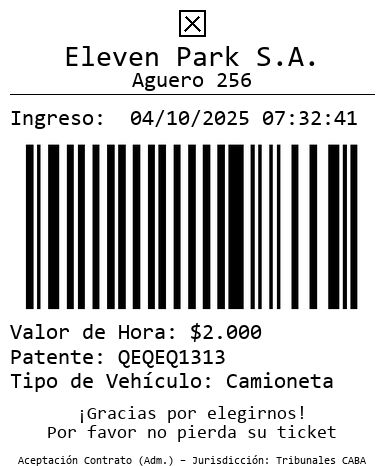 Eleven Park S.A.
Aguero 256
Ingreso: 04/10/2025 07:32:41
Valor de Hora: $2.000
Patente: QEQEQ1313
Tipo de Vehículo: Camioneta
¡Gracias por elegirnos!
Por favor no pierda su ticket
Aceptación Contrato (Adm.) – Jurisdicción: Tribunales CABA